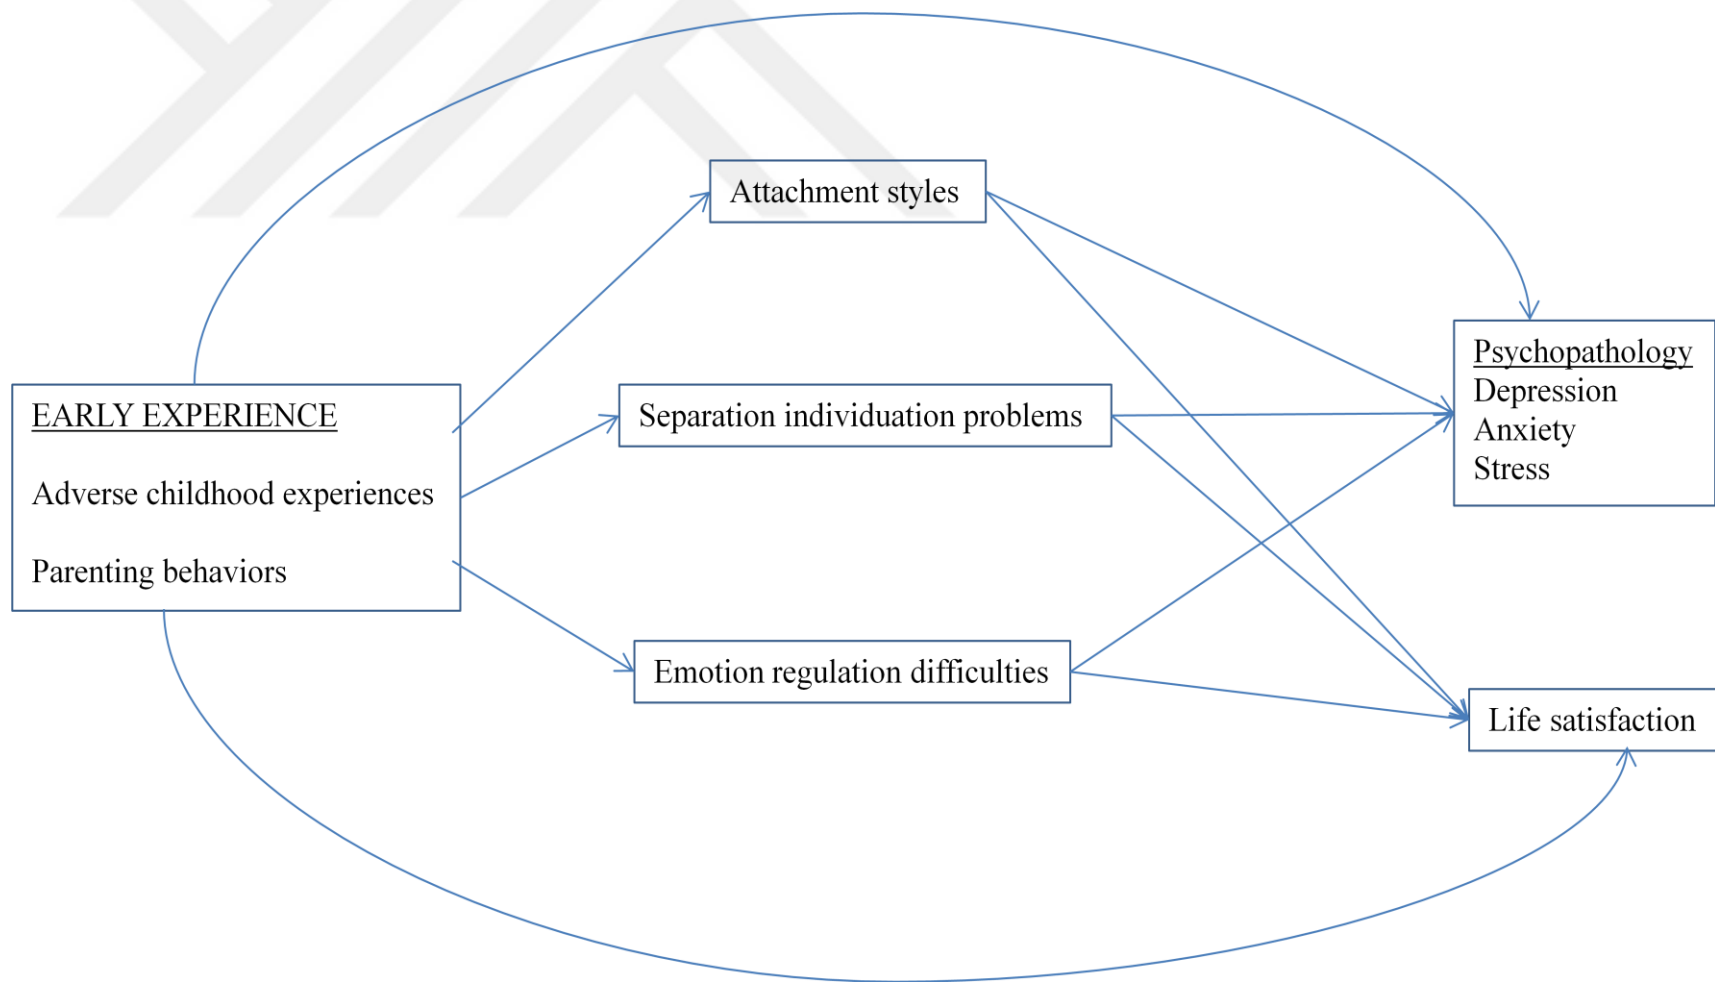 Attachment styles
EARLY EXPERIENCE
Adverse childhood experiences
Parenting behaviors
Separation individuation problems
Emotion regulation difficulties
Psychopathology
Depression
Anxiety
Stress
Life satisfaction